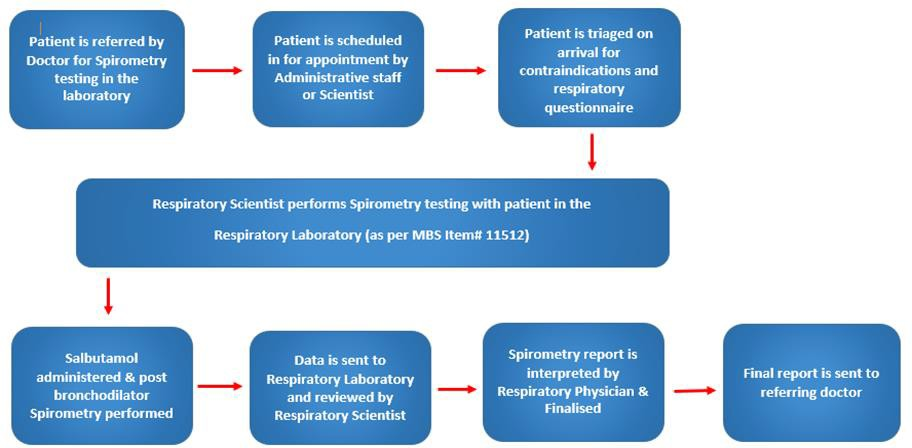 Patient is referred by
Doctor for Spirometry
testing in the
laboratory
Patient is scheduled
in for appointment by
Administrative staff
or Scientist
Patient is triaged on
arrival for
contraindications and
respiratory
questionnaire
Respiratory Scientist performs Spirometry testing with patient in the
Respiratory Laboratory (as per MBS Item# 11512)
Salbutamol
administered & post
bronchodilator
Spirometry performed
Data is sent to
Respiratory Laboratory
and reviewed by
Respiratory Scientist
Spirometry report is
interpreted by
Respiratory Physician &
Finalised
Final report is sent to
referring doctor